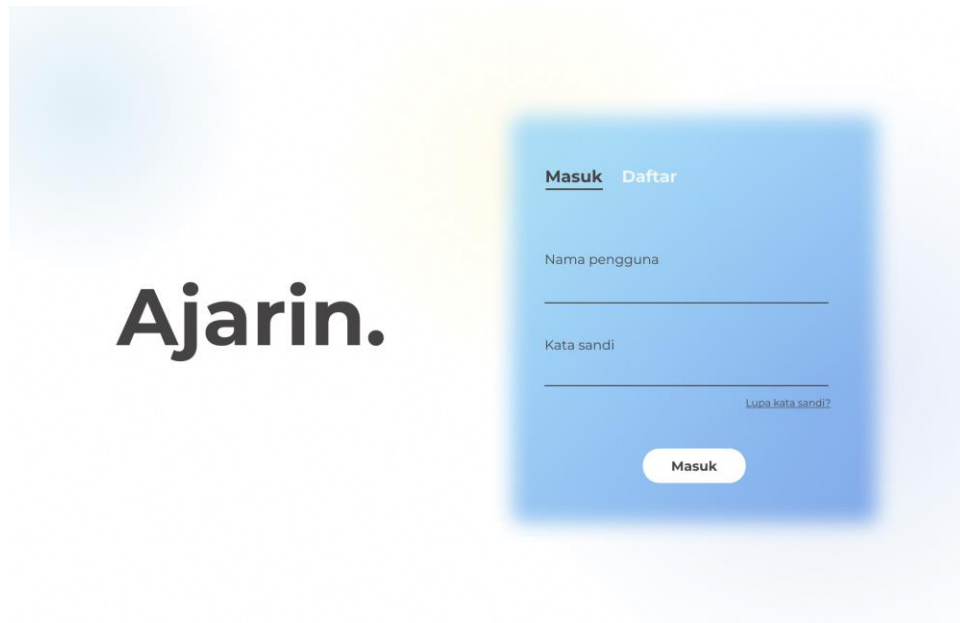 Ajarin.
Masuk Daftar
Nama pengguna
Kata sandi
Lupa kata sandi?
Masuk